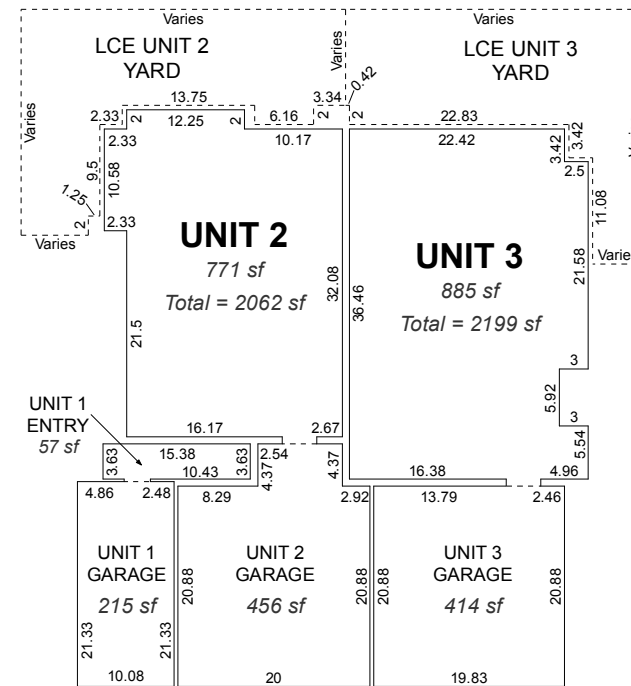 Varies
LCE UNIT 2
YARD
Varies
LCE UNIT 3
YARD
0.42
3.34
13.75
2.33
2
12.25
2
6.16
2
2
22.83
2.33
10.17
22.42
3.42
3.42
Varies
9.5
10.58
2.5
11.08
1.25
2
2.33
Varies
Varie
UNIT 2
771 sf
Total = 2062 sf
UNIT 3
885 sf
Total = 2199 sf
32.08
36.46
21.58
21.5
3
5.92
3
5.54
UNIT 1
ENTRY
57 sf
16.17
2.67
15.38
2.54
3.63
10.43
3.63
4.37
4.37
16.38
4.96
4.86
2.48
8.29
2.92
13.79
2.46
UNIT 1
GARAGE
215 sf
UNIT 2
GARAGE
456 sf
UNIT 3
GARAGE
414 sf
21.33
21.33
20.88
20.88
20.88
20.88
10.08
20
19.83